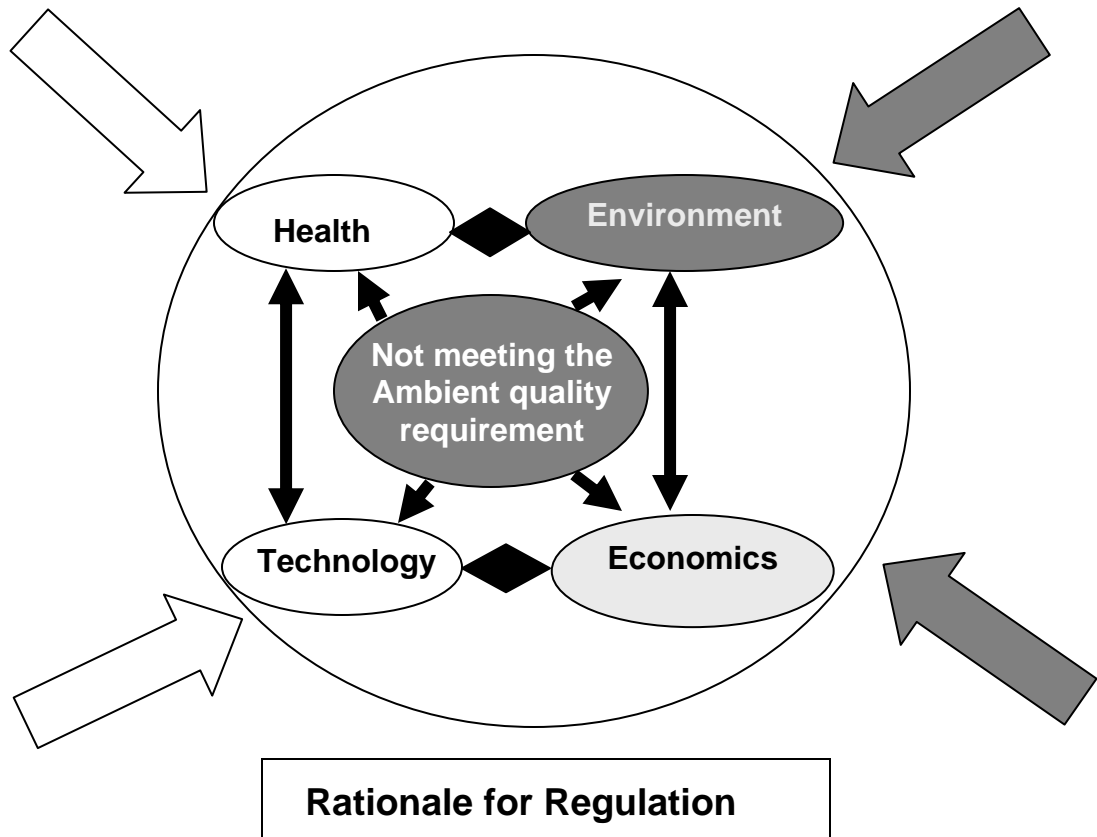 Health
Environment
Not meeting the
Ambient quality
requirement
Technology
Economics
Rationale for Regulation